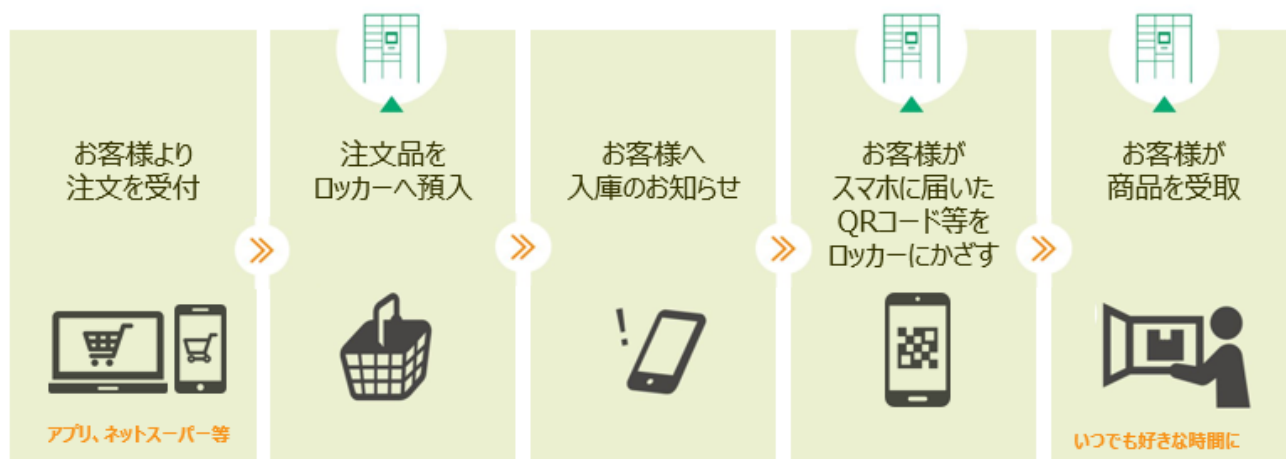 お客様より
注文を受付
アプリ、ネットスーパー等
注文品を
ロッカーへ預入
お客様へ
入庫のお知らせ
お客様が
スマホに届いた
QRコード等を
ロッカーにかざす
お客様が
商品を受取
いつでも好きな時間に